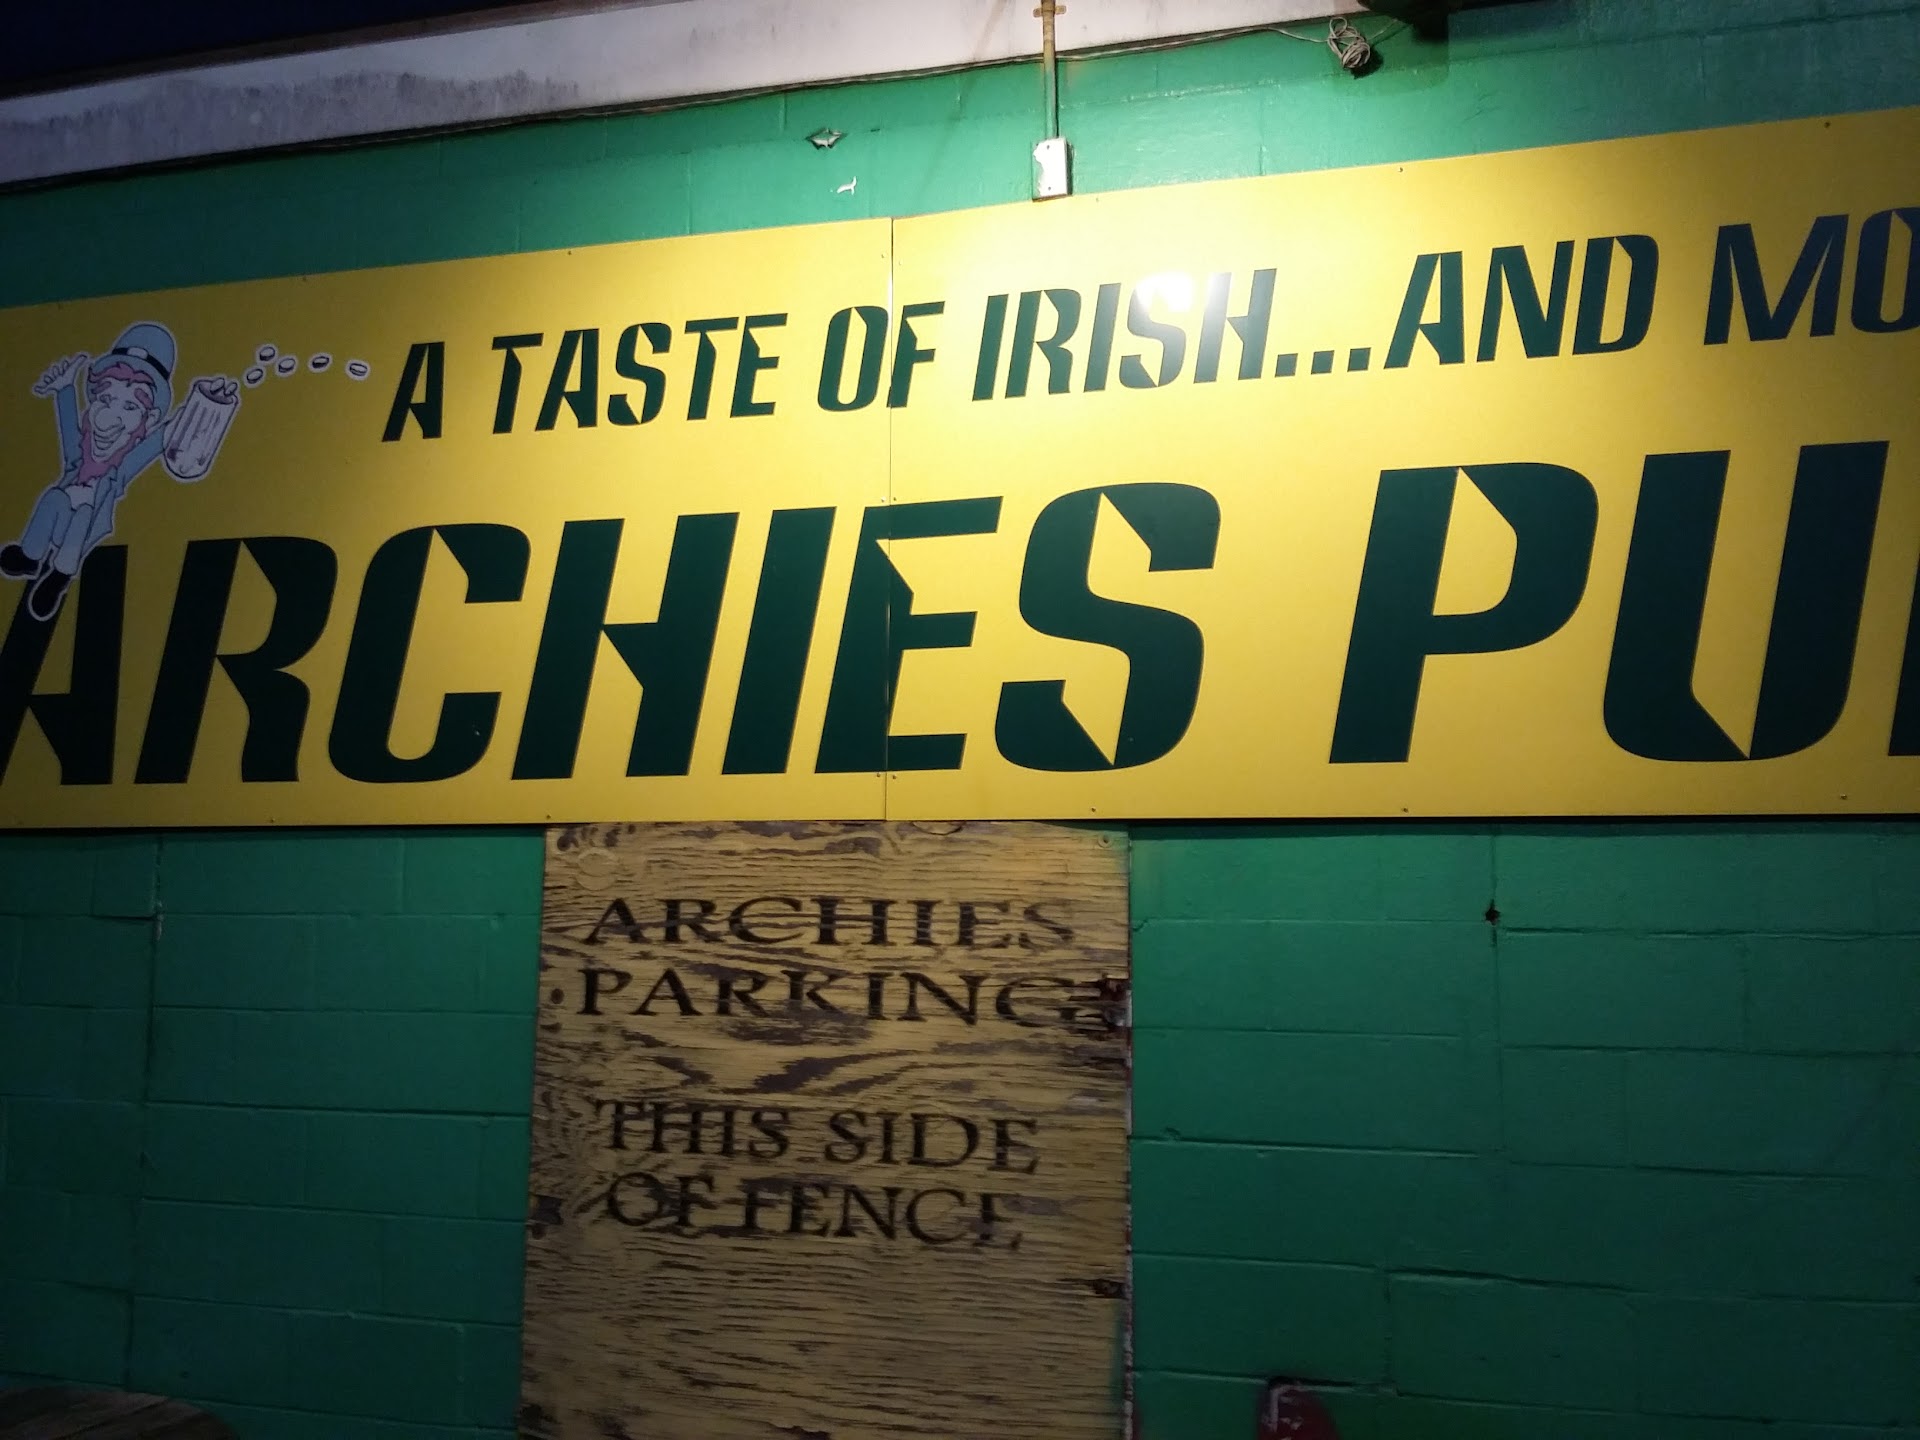 A TASTE OF IRISH...AND MO
ARCHIES PU
ARCHIES
PARKING
THIS SIDE
OF FENCE